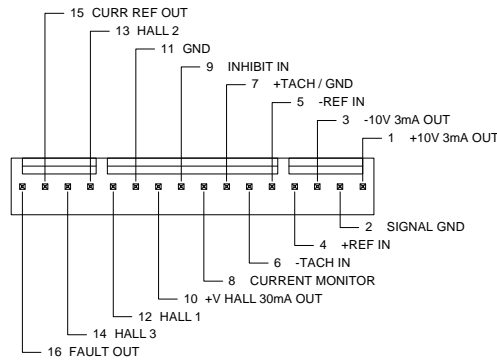 15 CURR REF OUT
13 HALL 2
11 GND
9 INHIBIT IN
7 +TACH / GND
5 -REF IN
3 -10V 3mA OUT
1 +10V 3mA OUT
2 SIGNAL GND
4 +REF IN
6 -TACH IN
8 CURRENT MONITOR
10 +V HALL 30mA OUT
12 HALL 1
14 HALL 3
16 FAULT OUT